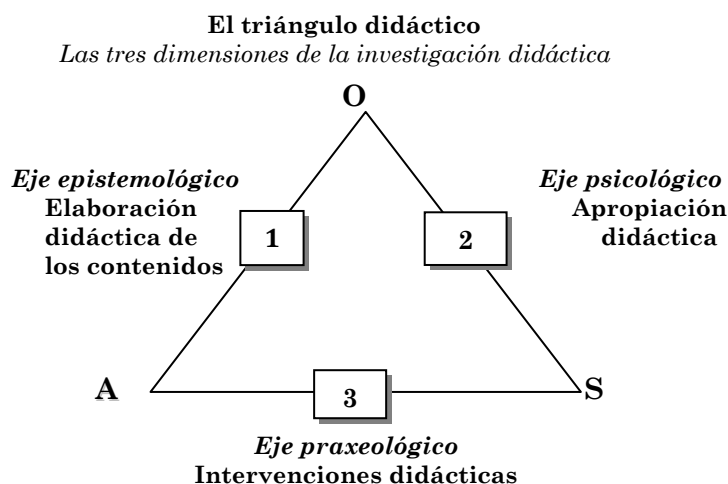 El triángulo didáctico
Las tres dimensiones de la investigación didáctica
O
Eje epistemológico
Elaboración
didáctica de
los contenidos
1
Eje psicológico
Apropiación
didáctica
2
A
3
S
Eje praxeológico
Intervenciones didácticas